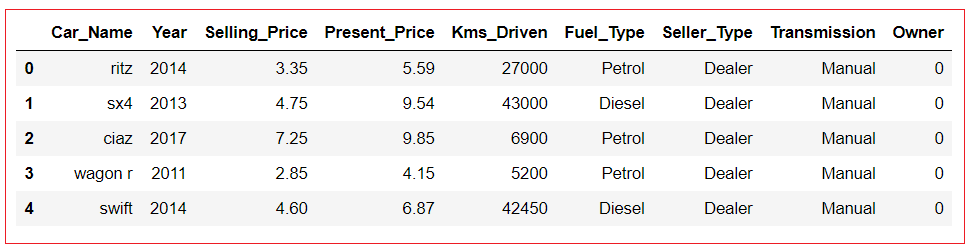 Car_Name Year Selling_Price Present_Price Kms_Driven Fuel_Type Seller_Type Transmission Owner
0 ritz 2014 3.35 5.59 27000 Petrol Dealer Manual 0
1 sx4 2013 4.75 9.54 43000 Diesel Dealer Manual 0
2 ciaz 2017 7.25 9.85 6900 Petrol Dealer Manual 0
3 wagon r 2011 2.85 4.15 5200 Petrol Dealer Manual 0
4 swift 2014 4.60 6.87 42450 Diesel Dealer Manual 0